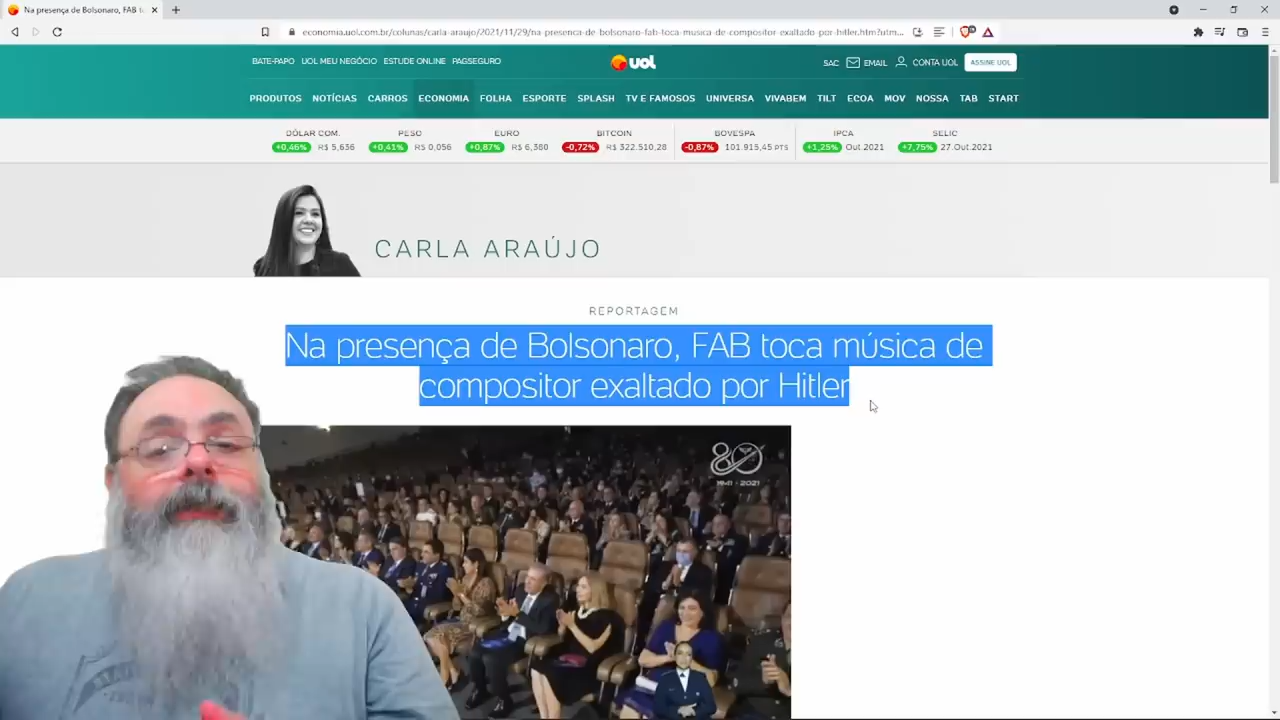 Na presença de Bolsonaro, FAB t
economia.uol.com.br/colunas/carla-araujo/2021/11/29/na-presenca-de-bolsonaro-fab-toca-musica-de-compositor-exaltado-por-hitler.htm?utm...
BATE-PAPO UOL MEU NEGÓCIO ESTUDE ONLINE PAGSEGURO
UOL
SAC EMAIL CONTA UOL ASSINE UOL
PRODUTOS NOTÍCIAS CARROS ECONOMIA FOLHA ESPORTE SPLASH TV E FAMOSOS UNIVERSA VIVABEM TILT ECOA MOV NOSSA TAB START
DÓLAR COM. PESO EURO BITCOIN BOVESPA IPCA SELIC
+0,46% R$ 5,636 +0,41% R$ 0,056 +0,87% R$ 6,380 -0,72% R$ 322.510,28 -0,87% 101.915,45 PTS +1,25% Out.2021 +7,75% 27.Out.2021
CARLA ARAÚJO
REPORTAGEM
Na presença de Bolsonaro, FAB toca música de
compositor exaltado por Hitler
80
1941 - 2021